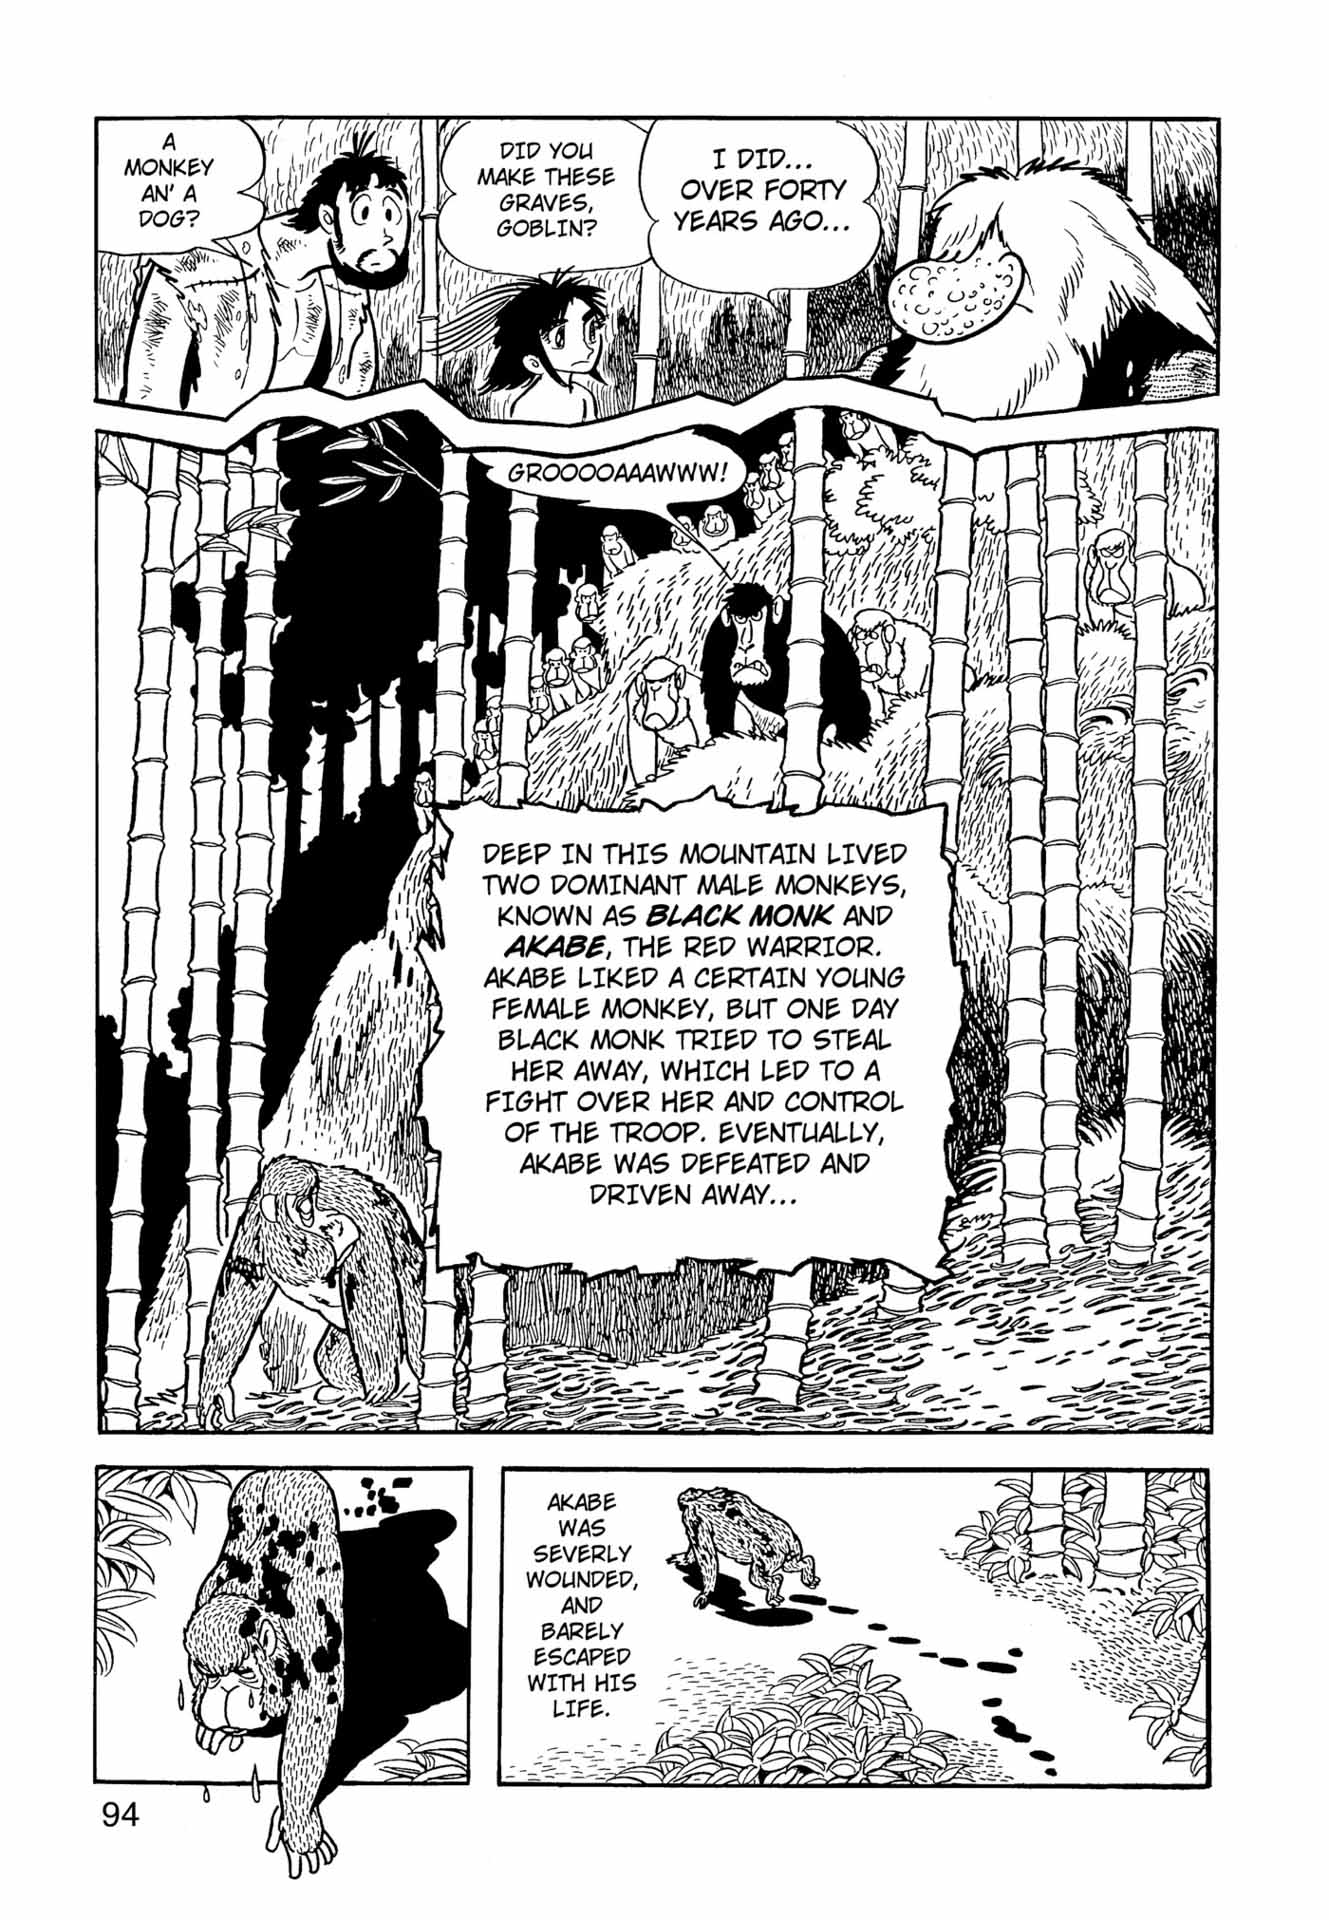 A
MONKEY
AN' A
DOG?
DID YOU
MAKE THESE
GRAVES,
GOBLIN?
I DID...
OVER FORTY
YEARS AGO...
GROOOOAAAWWW!
DEEP IN THIS MOUNTAIN LIVED
TWO DOMINANT MALE MONKEYS,
KNOWN AS BLACK MONK AND
AKABE, THE RED WARRIOR.
AKABE LIKED A CERTAIN YOUNG
FEMALE MONKEY, BUT ONE DAY
BLACK MONK TRIED TO STEAL
HER AWAY, WHICH LED TO A
FIGHT OVER HER AND CONTROL
OF THE TROOP. EVENTUALLY,
AKABE WAS DEFEATED AND
DRIVEN AWAY...
AKABE
WAS
SEVERLY
WOUNDED,
AND
BARELY
ESCAPED
WITH HIS
LIFE.
94